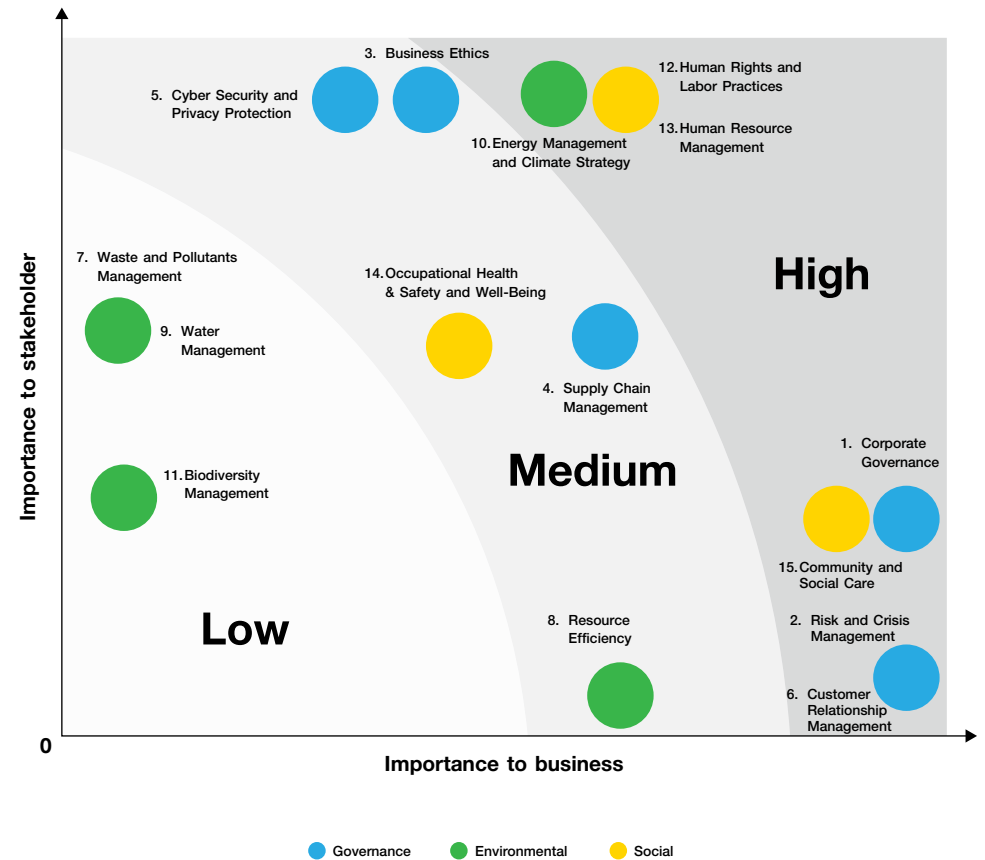 3. Business Ethics
5. Cyber Security and
Privacy Protection
12. Human Rights and
Labor Practices
13. Human Resource
Management
10. Energy Management
and Climate Strategy
7. Waste and Pollutants
Management
9. Water
Management
14. Occupational Health
& Safety and Well-Being
High
4. Supply Chain
Management
11. Biodiversity
Management
Medium
1. Corporate
Governance
15. Community and
Social Care
Low
8. Resource
Efficiency
2. Risk and Crisis
Management
6. Customer
Relationship
Management
Importance to stakeholder
0
Importance to business
Governance
Environmental
Social